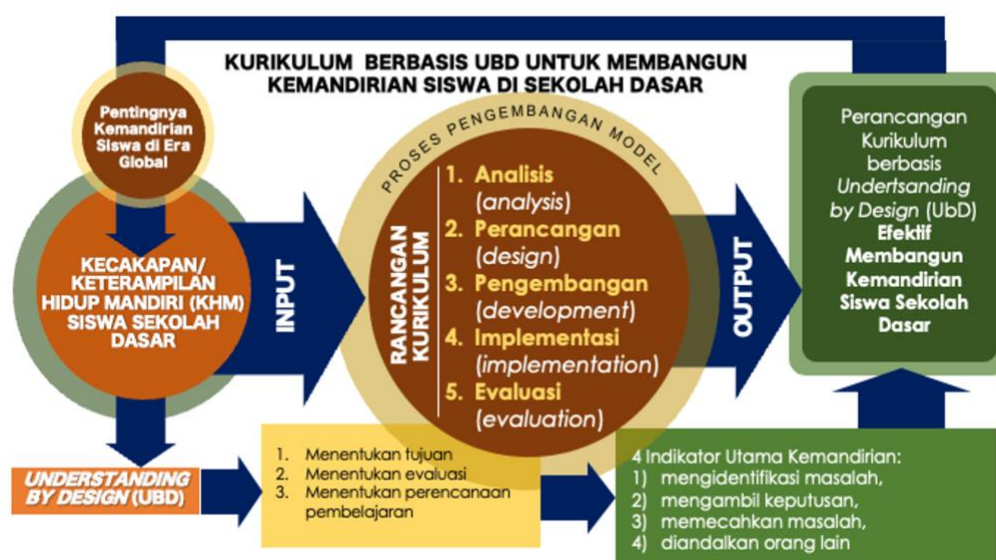 KURIKULUM BERBASIS UBD UNTUK MEMBANGUN
KEMANDIRIAN SISWA DI SEKOLAH DASAR
Pentingnya
Kemandirian
Siswa di Era
Global
KECAKAPAN/
KETERAMPILAN
HIDUP MANDIRI (KHM)
SISWA SEKOLAH
DASAR
INPUT
PROSES PENGEMBANGAN MODEL
RANCANGAN
KURIKULUM
1. Analisis
(analysis)
2. Perancangan
(design)
3. Pengembangan
(development)
4. Implementasi
(implementation)
5. Evaluasi
(evaluation)
OUTPUT
Perancangan
Kurikulum
berbasis
Undertsanding
by Design (UbD)
Efektif
Membangun
Kemandirian
Siswa Sekolah
Dasar
UNDERSTANDING
BY DESIGN (UBD)
1. Menentukan tujuan
2. Menentukan evaluasi
3. Menentukan perencanaan
pembelajaran
4 Indikator Utama Kemandirian:
1) mengidentifikasi masalah,
2) mengambil keputusan,
3) memecahkan masalah,
4) diandalkan orang lain